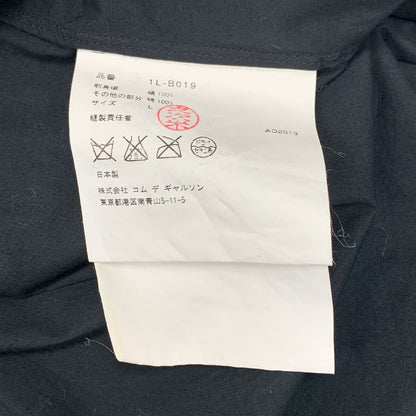 品番 1L-B019
前身頃 綿 100%
その他の部分 綿 100%
サイズ L
縫製責任者
AD2013
日本製
株式会社 コム デ ギャルソン
東京都港区南青山5-11-5